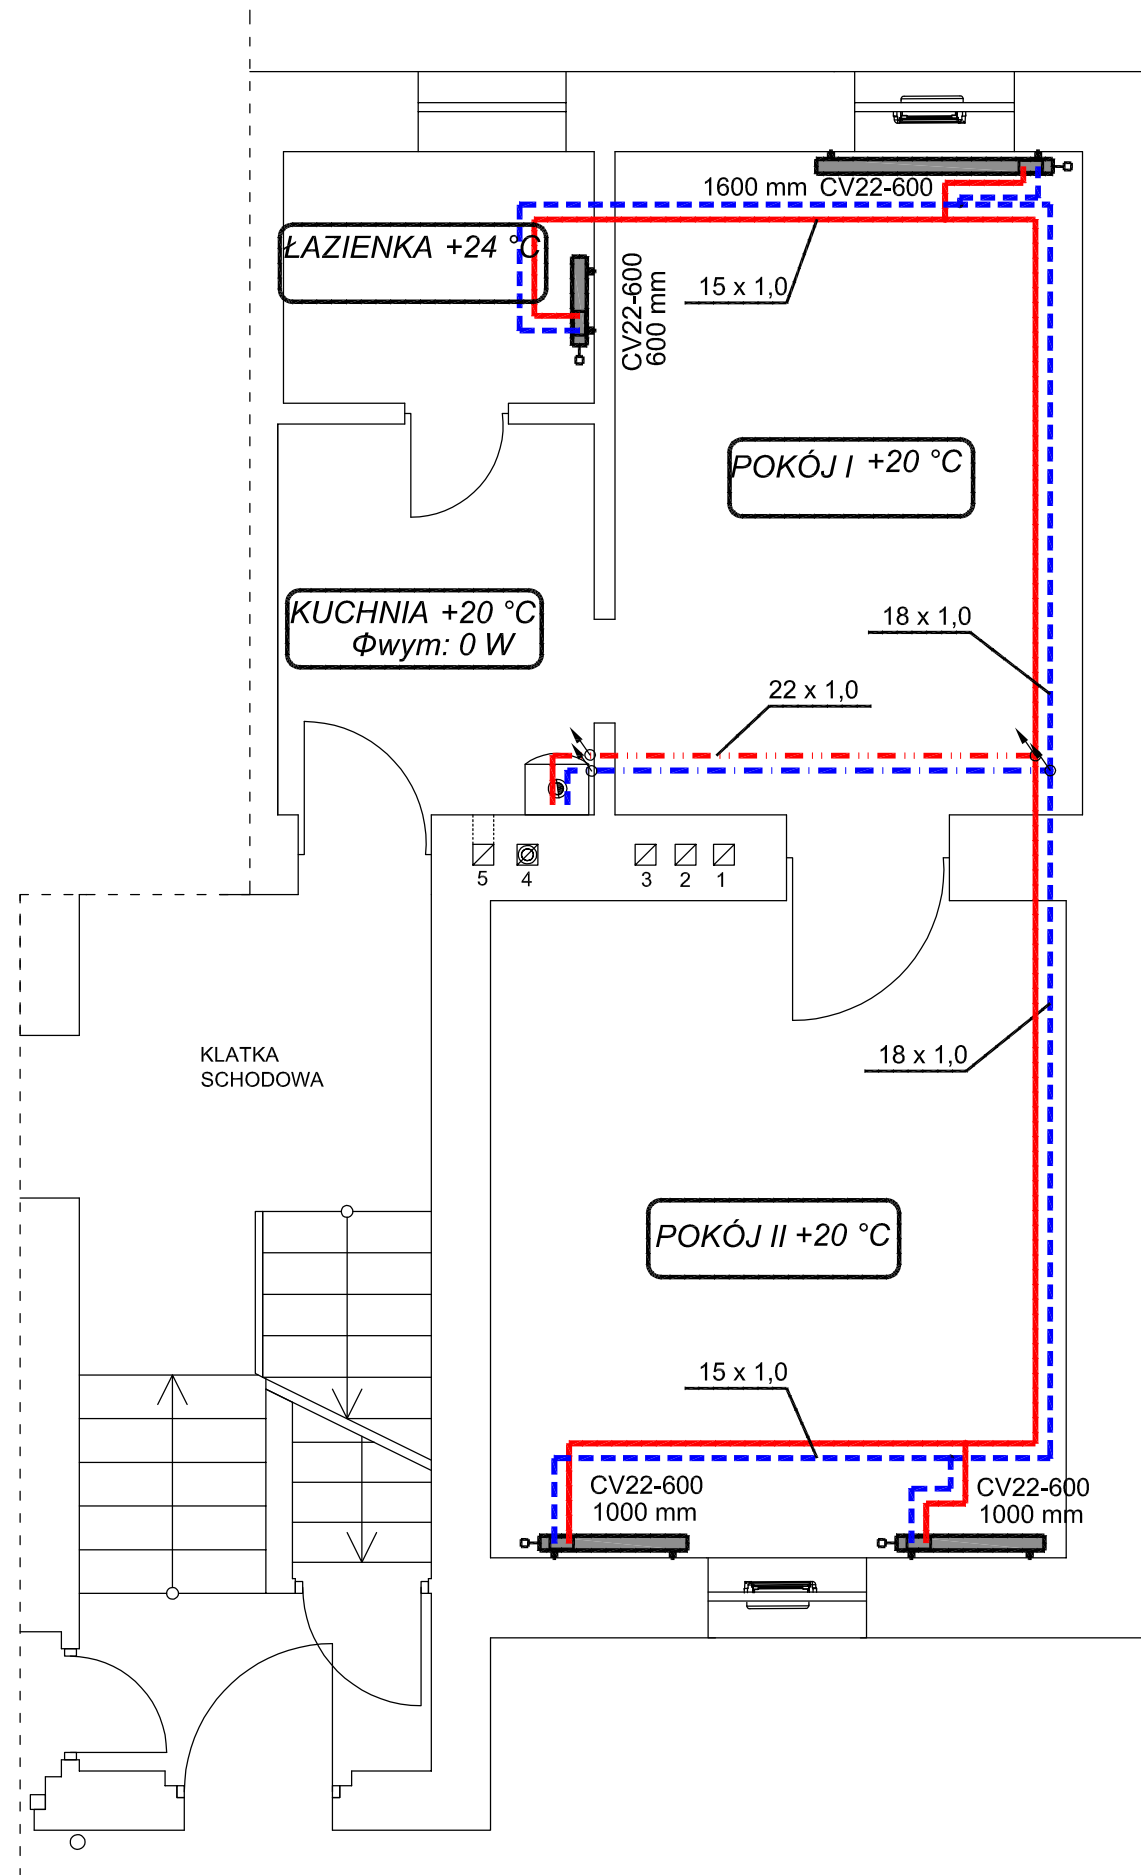 1600 mm CV22-600
ŁAZIENKA +24 °C
CV22-600
600 mm
15 x 1,0
POKÓJ I +20 °C
KUCHNIA +20 °C
Φwym: 0 W
18 x 1,0
22 x 1,0
5
4
3
2
1
KLATKA
SCHODOWA
18 x 1,0
POKÓJ II +20 °C
15 x 1,0
CV22-600
1000 mm
CV22-600
1000 mm